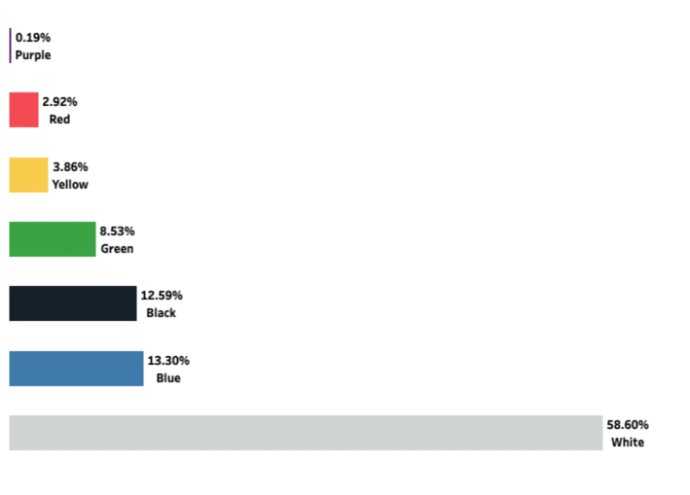 0.19%
Purple
2.92%
Red
3.86%
Yellow
8.53%
Green
12.59%
Black
13.30%
Blue
58.60%
White